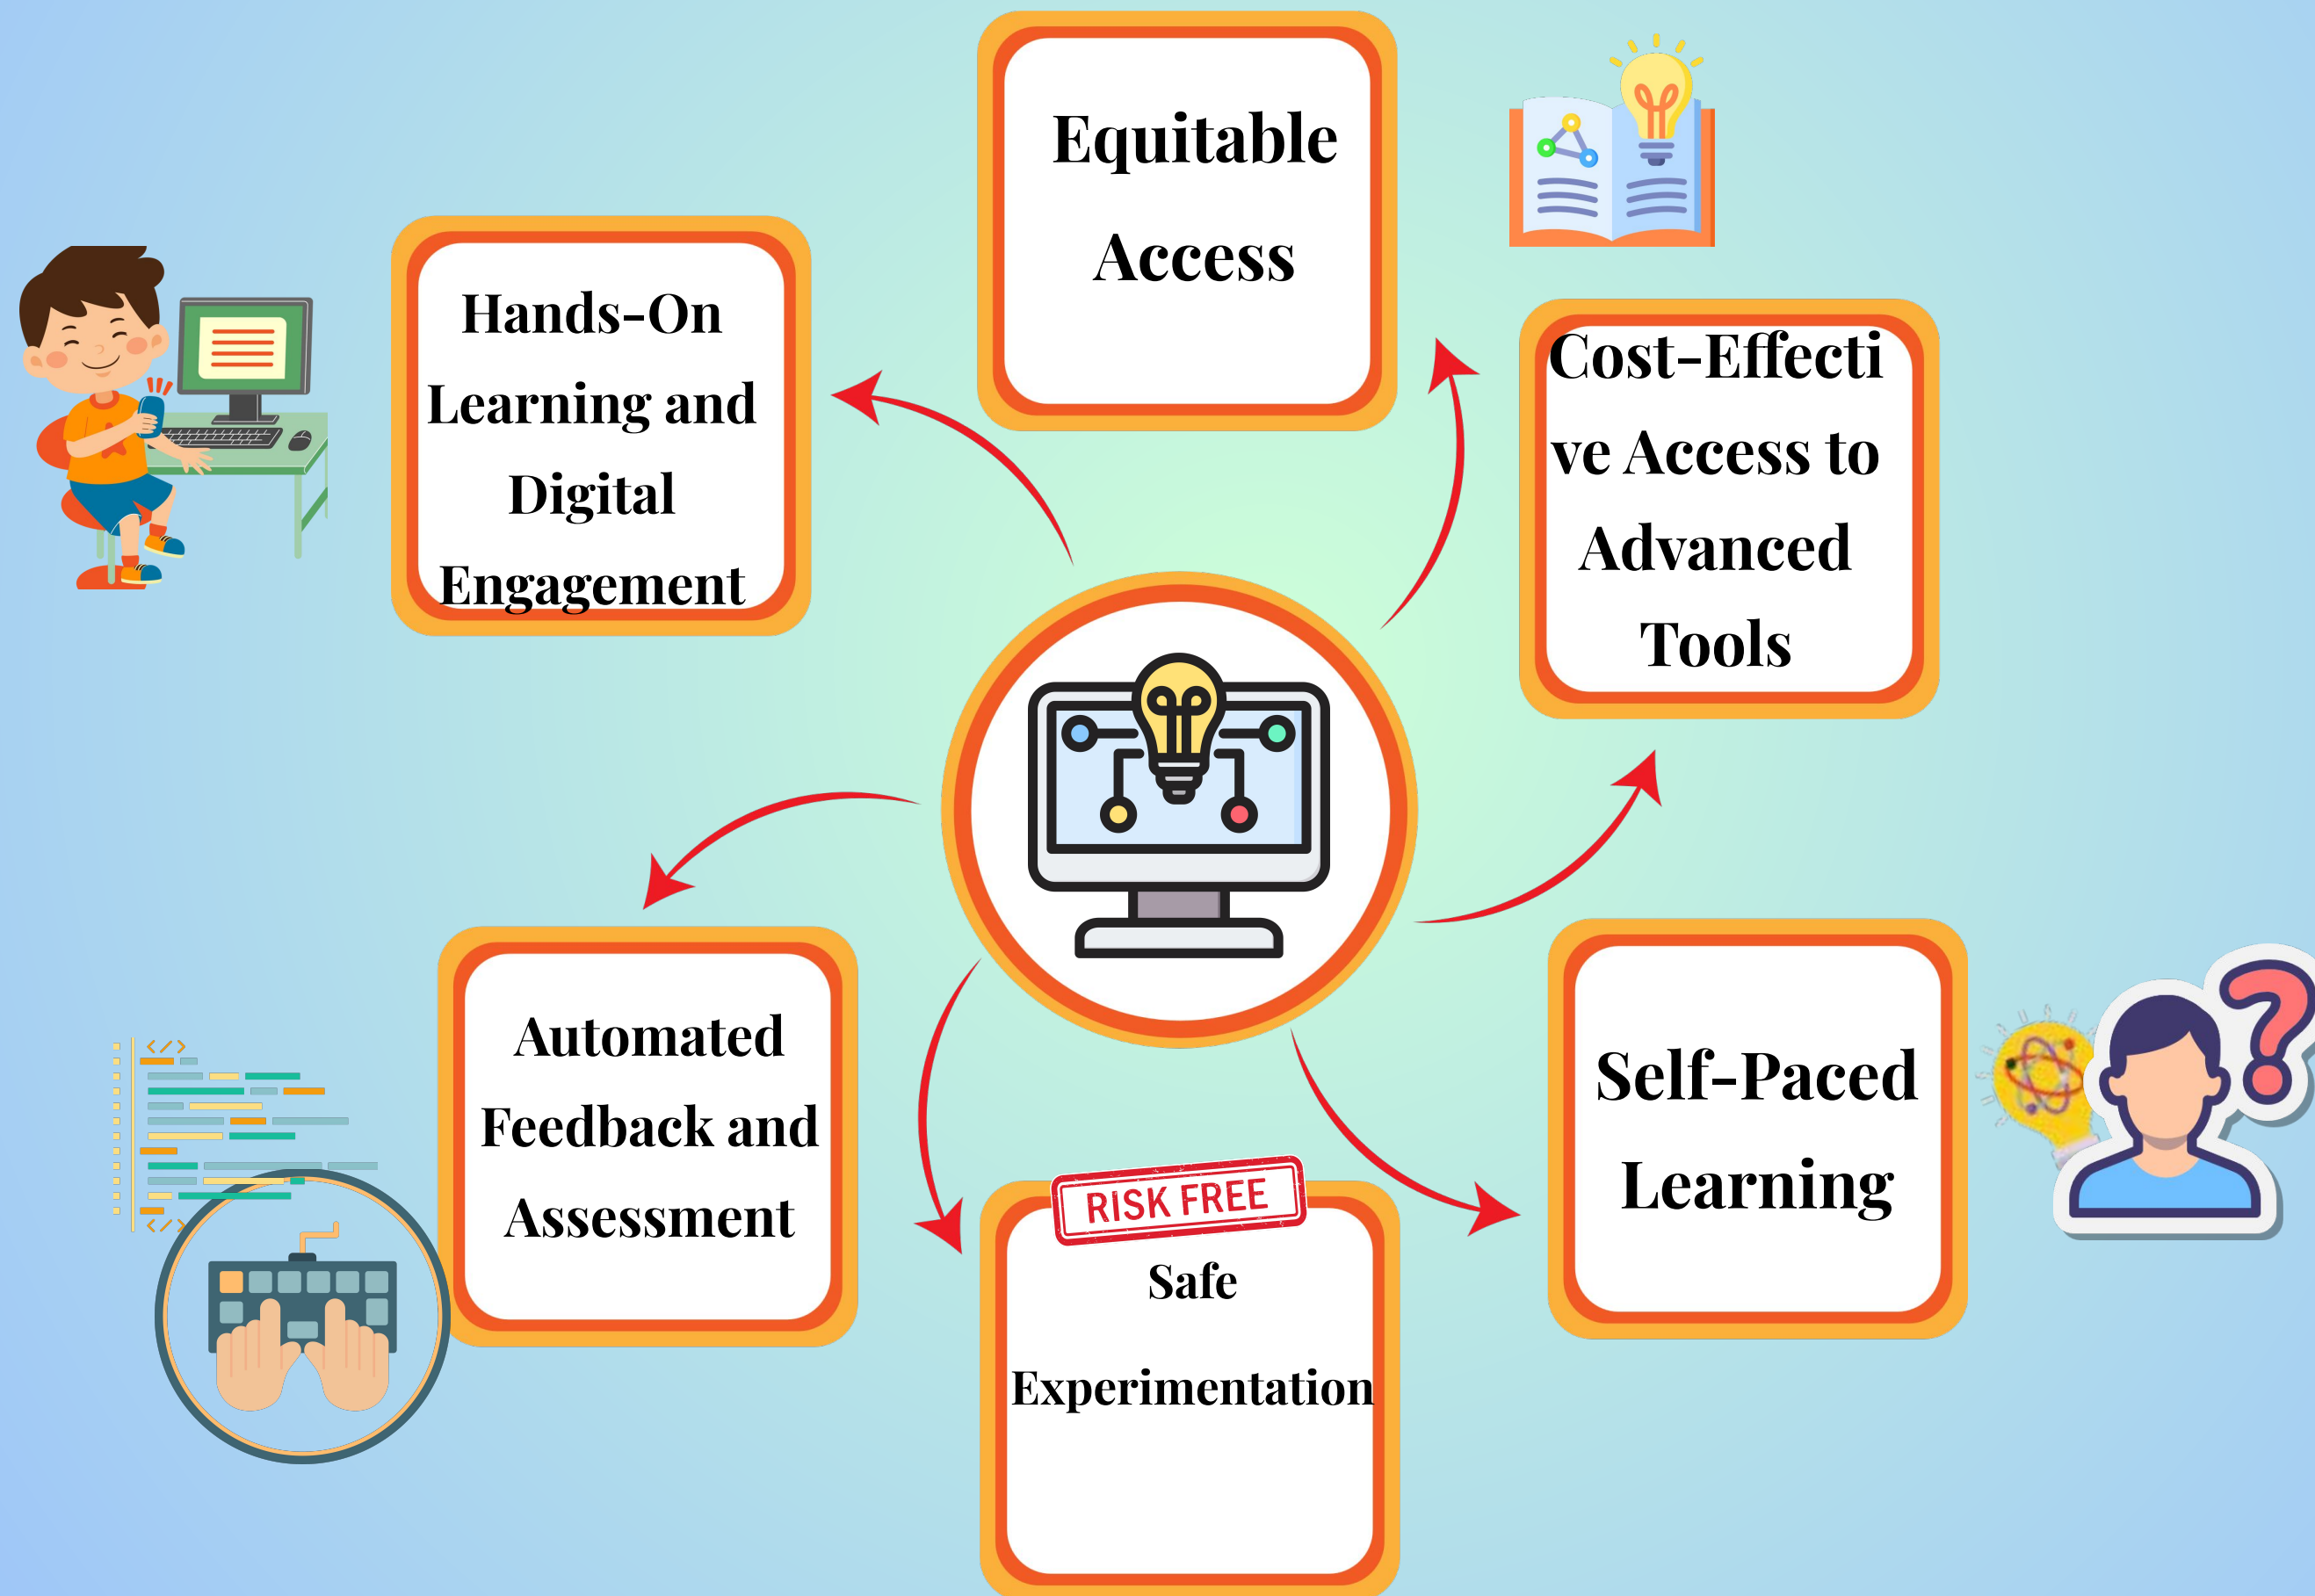 Equitable
Access
Hands-On
Learning and
Digital
Engagement
Cost-Effecti
ve Access to
Advanced
Tools
Automated
Feedback and
Assessment
Self-Paced
Learning
RISK FREE
Safe
Experimentation